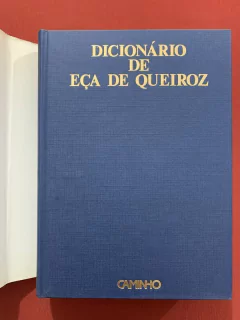 DICIONÁRIO
DE
EÇA DE QUEIROZ
CAMINHO